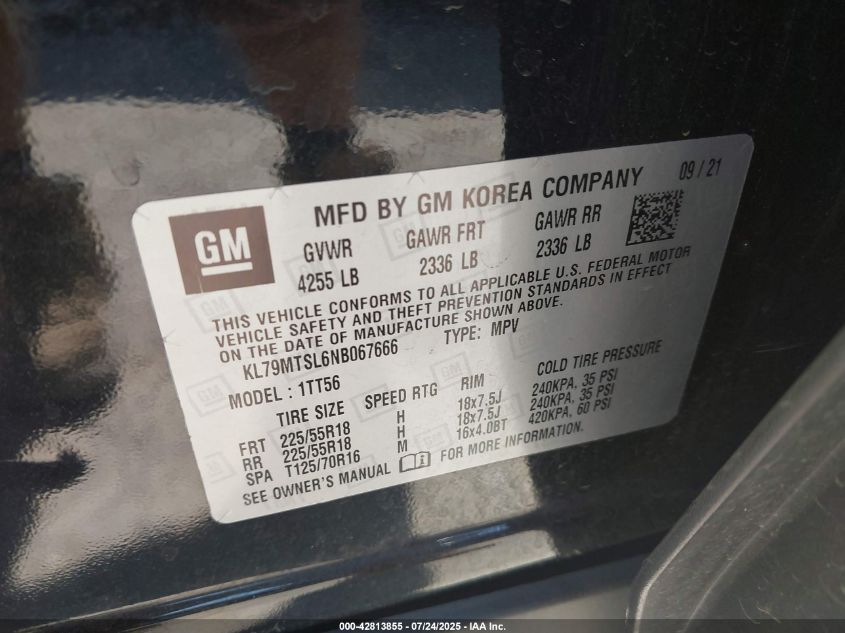 MFD BY GM KOREA COMPANY 09 / 21
GM
GVWR GAWR FRT GAWR RR
4255 LB 2336 LB 2336 LB
THIS VEHICLE CONFORMS TO ALL APPLICABLE U.S. FEDERAL MOTOR
VEHICLE SAFETY AND THEFT PREVENTION STANDARDS IN EFFECT
ON THE DATE OF MANUFACTURE SHOWN ABOVE.
KL79MTSL6NB067666 TYPE: MPV
MODEL : 1TT56
TIRE SIZE SPEED RTG RIM COLD TIRE PRESSURE
FRT 225/55R18 H 18x7.5J 240KPA, 35 PSI
RR 225/55R18 H 18x7.5J 240KPA, 35 PSI
SPA T125/70R16 M 16x4.0BT 420KPA, 60 PSI
SEE OWNER'S MANUAL FOR MORE INFORMATION.
000-42813855 / 07/24/2025 - IAA Inc.